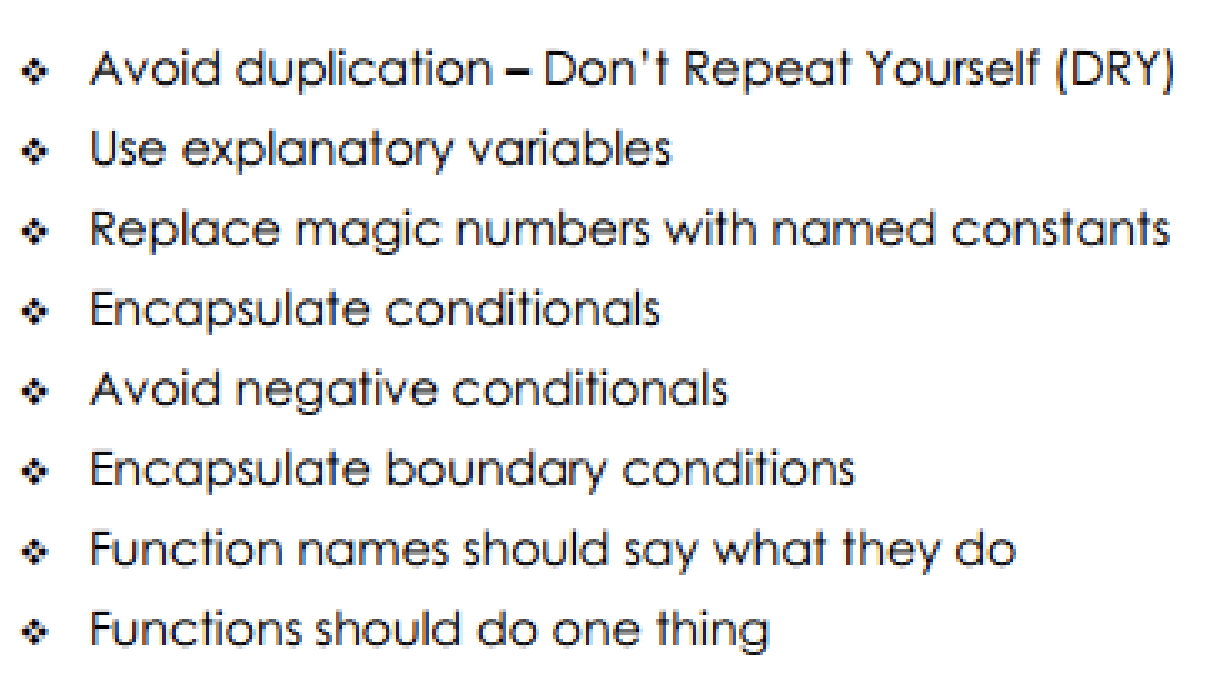 ❖ Avoid duplication – Don't Repeat Yourself (DRY)
❖ Use explanatory variables
❖ Replace magic numbers with named constants
❖ Encapsulate conditionals
❖ Avoid negative conditionals
❖ Encapsulate boundary conditions
❖ Function names should say what they do
❖ Functions should do one thing